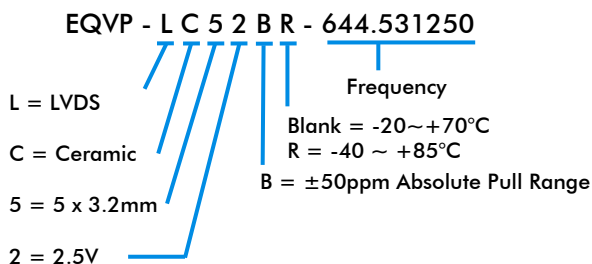 EQVP - L C 5 2 B R - 644.531250
Frequency
L = LVDS
Blank = -20~+70°C
C = Ceramic
R = -40 ~ +85°C
B = ±50ppm Absolute Pull Range
5 = 5 x 3.2mm
2 = 2.5V